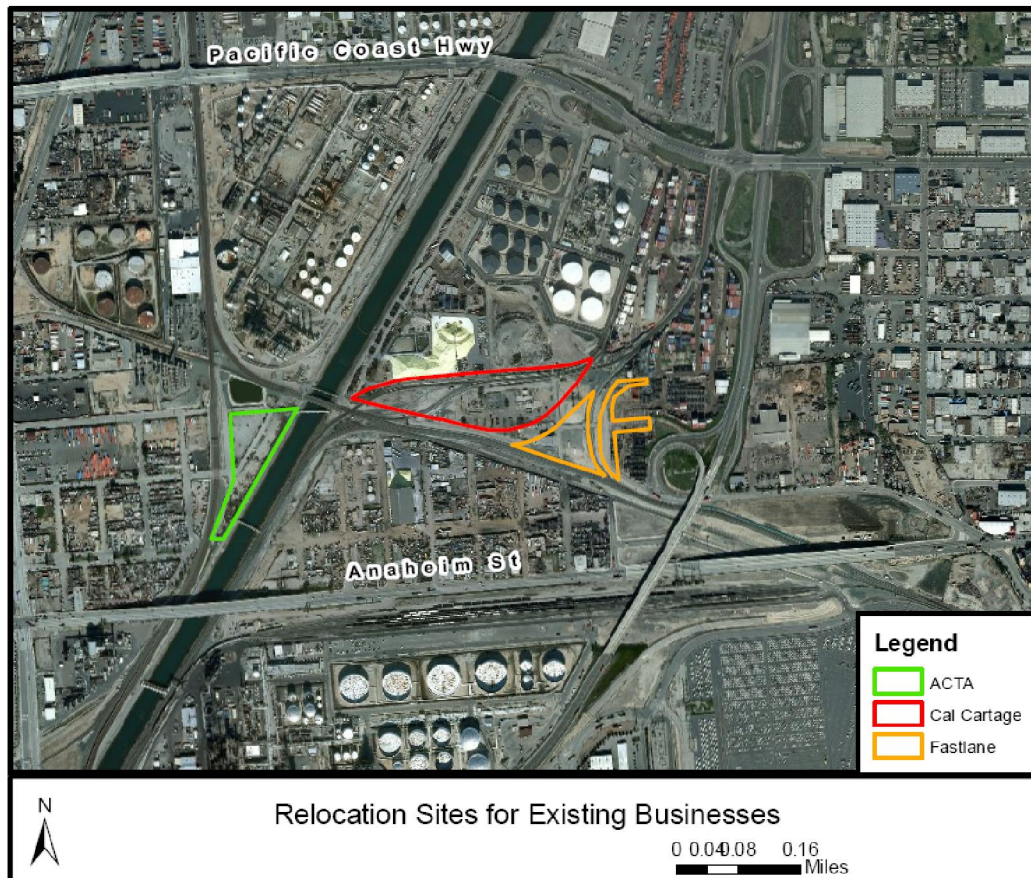 Pacific Coast Hwy
Anaheim St
Legend
ACTA
Cal Cartage
Fastlane
N
Relocation Sites for Existing Businesses
0 0.040.08 0.16
Miles